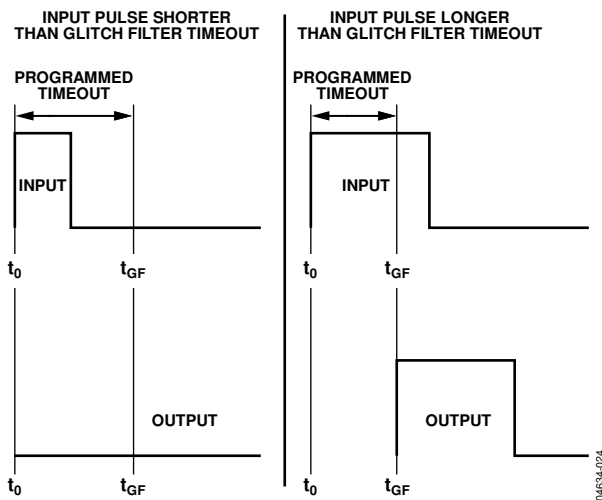 INPUT PULSE SHORTER
THAN GLITCH FILTER TIMEOUT
PROGRAMMED
TIMEOUT
INPUT
t0
tGF
OUTPUT
t0
tGF
INPUT PULSE LONGER
THAN GLITCH FILTER TIMEOUT
PROGRAMMED
TIMEOUT
INPUT
t0
tGF
OUTPUT
t0
tGF
04634-024